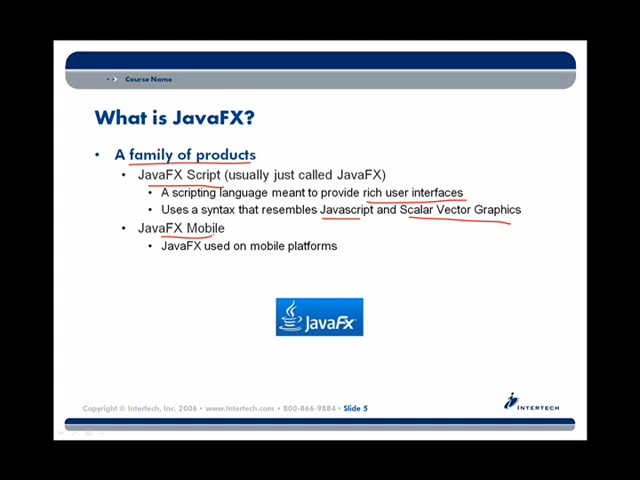 Course Name
What is JavaFX?
• A family of products
• JavaFX Script (usually just called JavaFX)
• A scripting language meant to provide rich user interfaces
• Uses a syntax that resembles Javascript and Scalar Vector Graphics
• JavaFX Mobile
• JavaFX used on mobile platforms
JavaFx
Copyright © Intertech, Inc. 2006 • www.Intertech.com • 800-866-9884 • Slide 5
INTERTECH